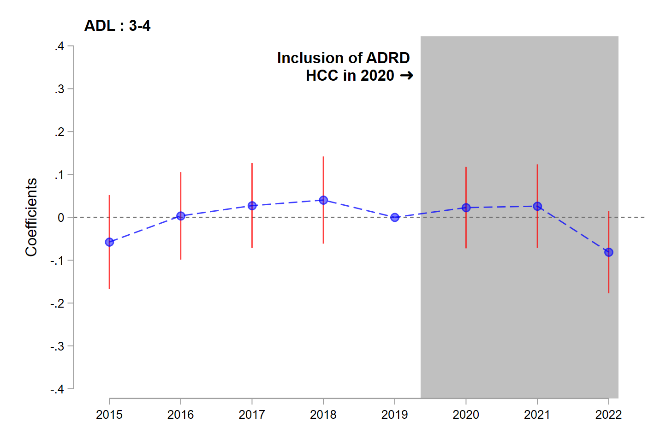 ADL : 3-4
Inclusion of ADRD
HCC in 2020 →
Coefficients
.4
.3
.2
.1
0
-.1
-.2
-.3
-.4
2015 2016 2017 2018 2019 2020 2021 2022